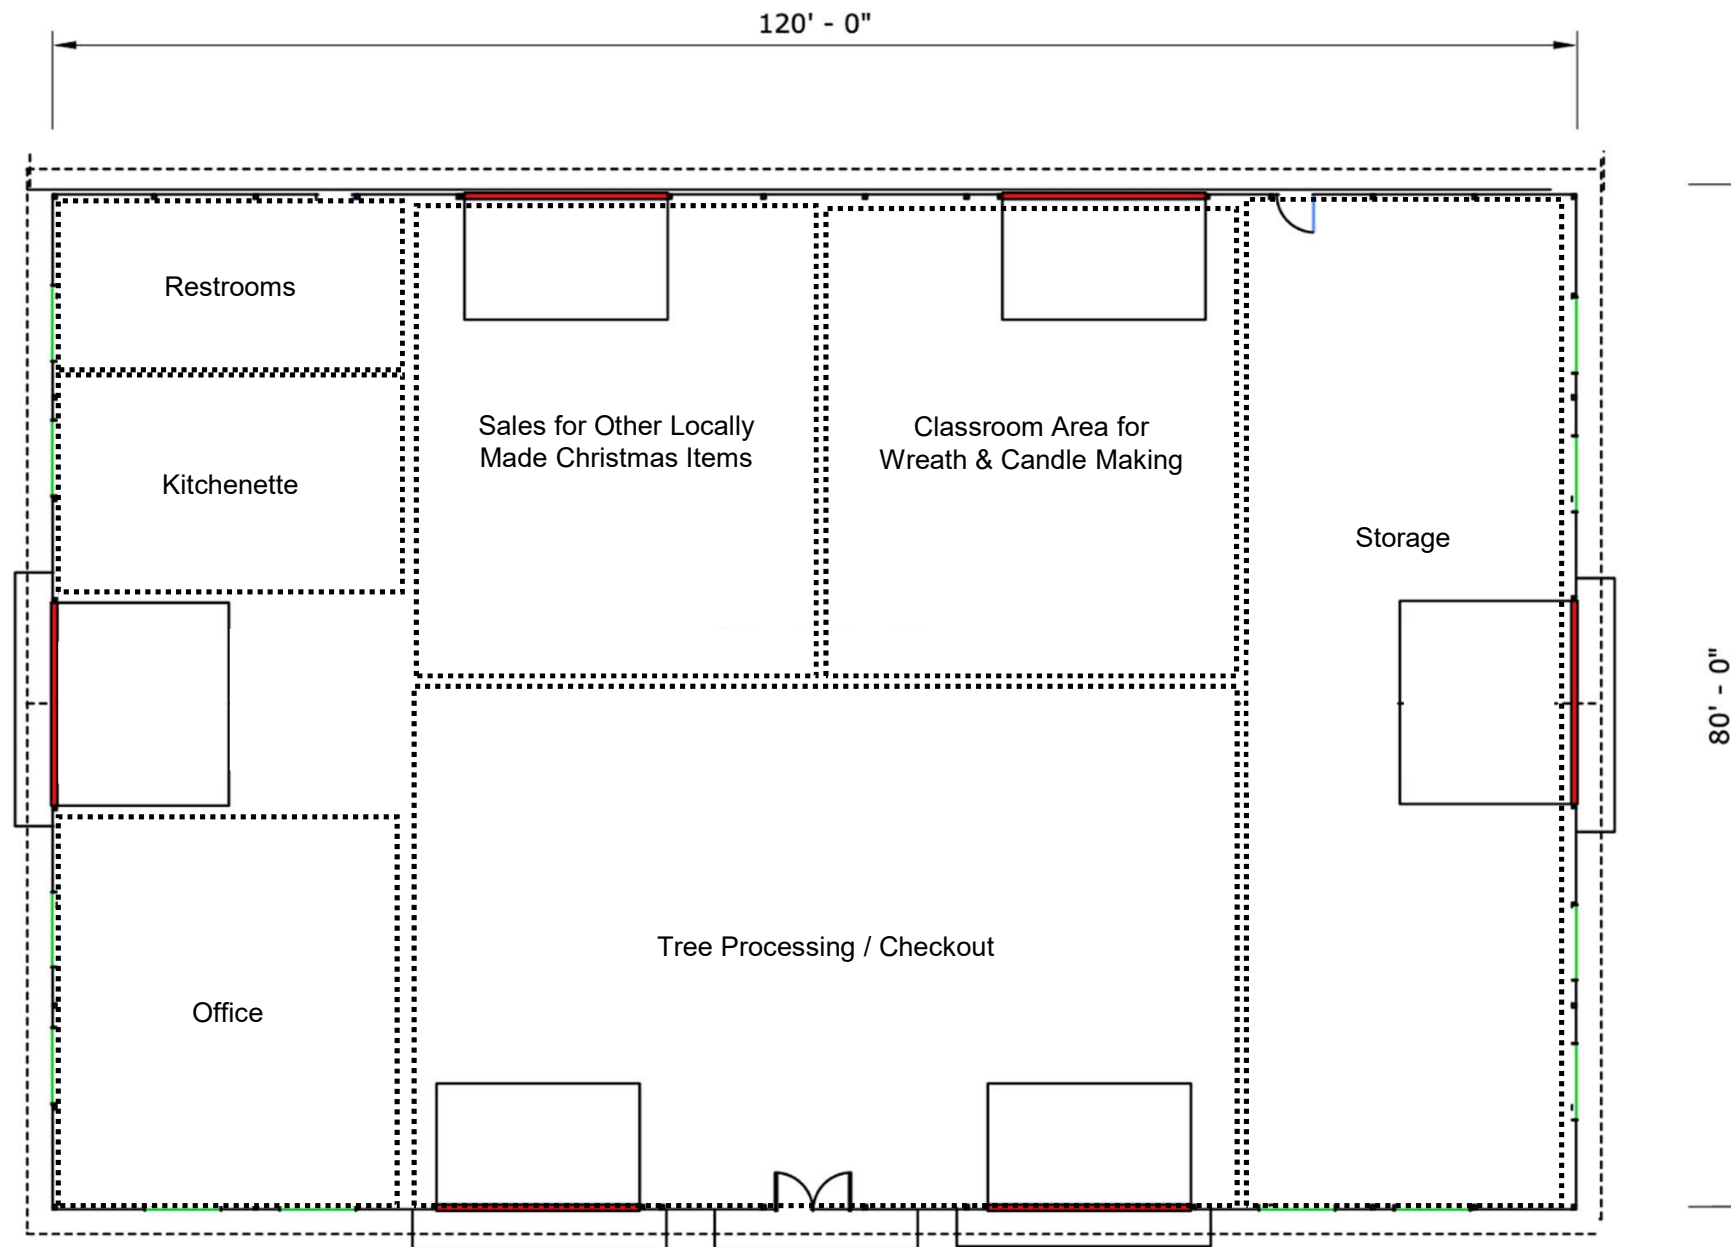 120' - 0"
Restrooms
Sales for Other Locally
Made Christmas Items
Classroom Area for
Wreath & Candle Making
Kitchenette
Storage
80' - 0"
Tree Processing / Checkout
Office